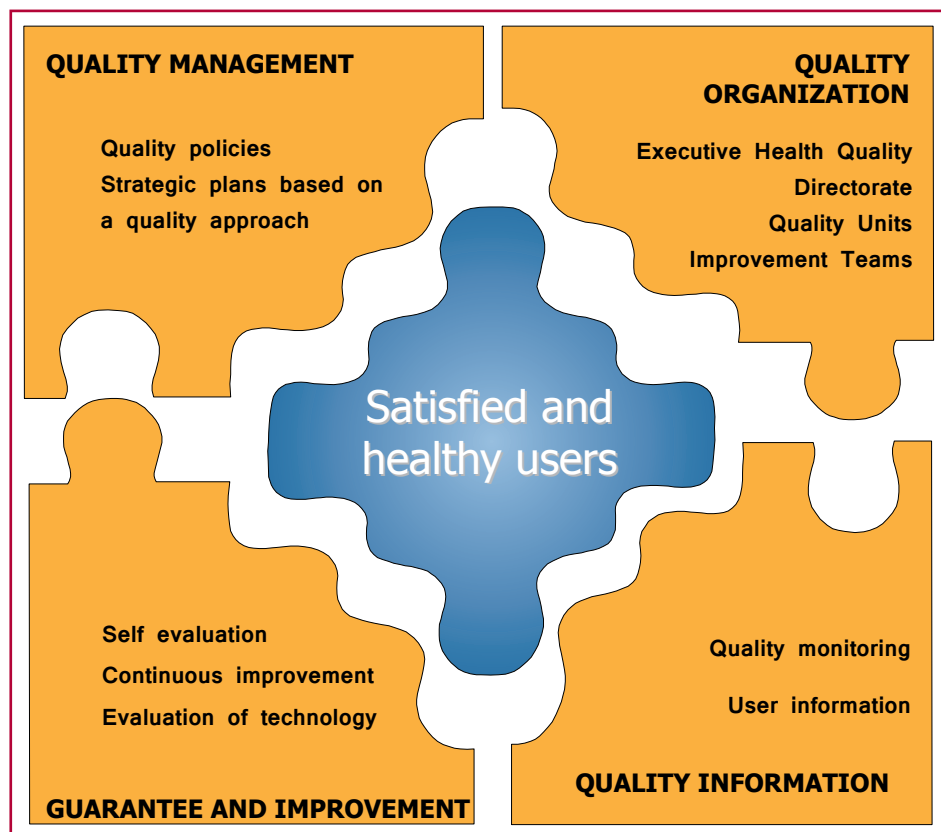 QUALITY MANAGEMENT
Quality policies
Strategic plans based on
a quality approach
QUALITY
ORGANIZATION
Executive Health Quality
Directorate
Quality Units
Improvement Teams
Satisfied and
healthy users
Self evaluation
Continuous improvement
Evaluation of technology
GUARANTEE AND IMPROVEMENT
Quality monitoring
User information
QUALITY INFORMATION